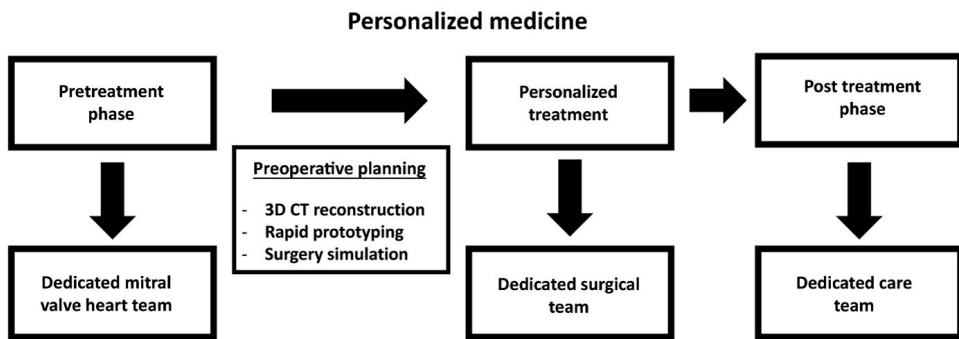 Personalized medicine
Pretreatment
phase
Personalized
treatment
Post treatment
phase
Preoperative planning
- 3D CT reconstruction
- Rapid prototyping
- Surgery simulation
Dedicated mitral
valve heart team
Dedicated surgical
team
Dedicated care
team